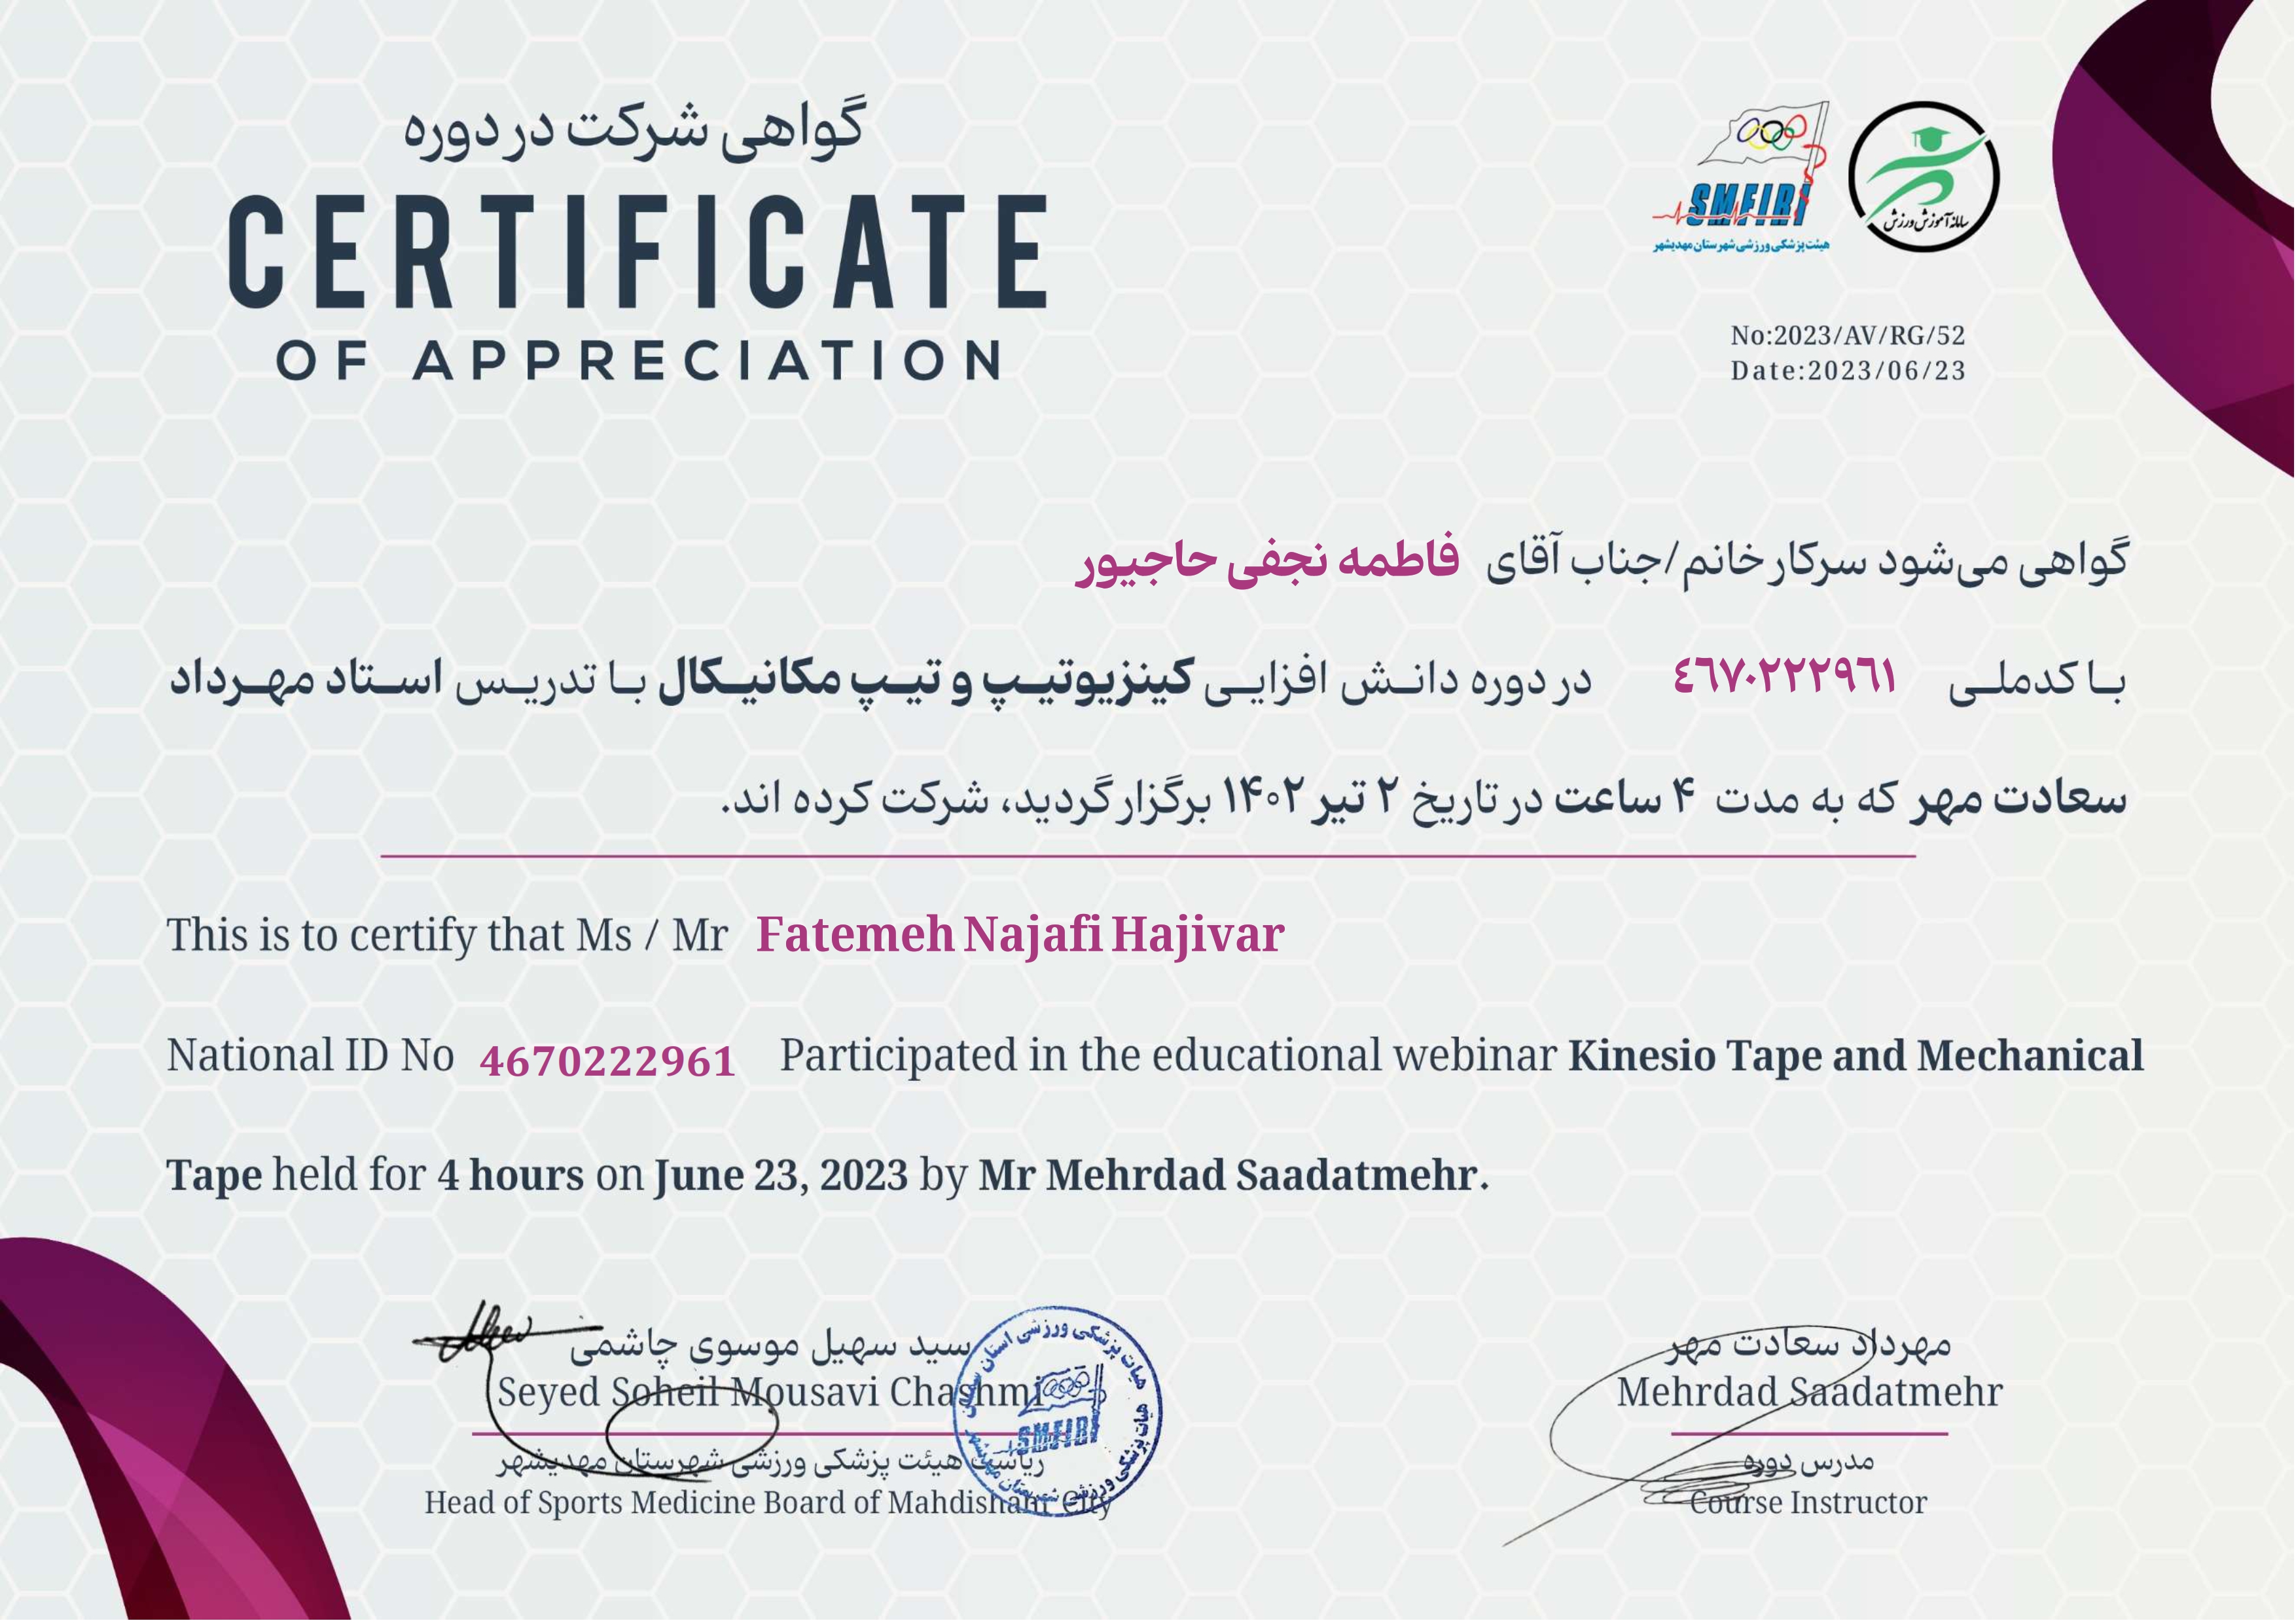 گواهی شرکت در دوره
CERTIFICATE
OF APPRECIATION
SMFIRI
هیئت پزشکی ورزشی شهرستان مهدیشهر
سامانه آموزش ورزش
No:2023/AV/RG/52
Date:2023/06/23
گواهی می‌شود سرکار خانم/جناب آقای فاطمه نجفی حاجیور
با کدملی ٤٦٧٠٢٢٢٩٦١ در دوره دانش افزایی کینزیوتیپ و تیپ مکانیکال با تدریس استاد مهرداد
سعادت مهر که به مدت ۴ ساعت در تاریخ ۲ تیر ۱۴۰۲ برگزار گردید، شرکت کرده اند.
This is to certify that Ms / Mr Fatemeh Najafi Hajivar
National ID No 4670222961 Participated in the educational webinar Kinesio Tape and Mechanical
Tape held for 4 hours on June 23, 2023 by Mr Mehrdad Saadatmehr.
سید سهیل موسوی چاشمی
Seyed Soheil Mousavi Chashmi
ریاست هیئت پزشکی ورزشی شهرستان مهدیشهر
Head of Sports Medicine Board of Mahdishahr City
هیات پزشکی ورزشی استان سمنان
SMFIRI
هیات پزشکی ورزشی شهرستان مهدیشهر
مهرداد سعادت مهر
Mehrdad Saadatmehr
مدرس دوره
Course Instructor